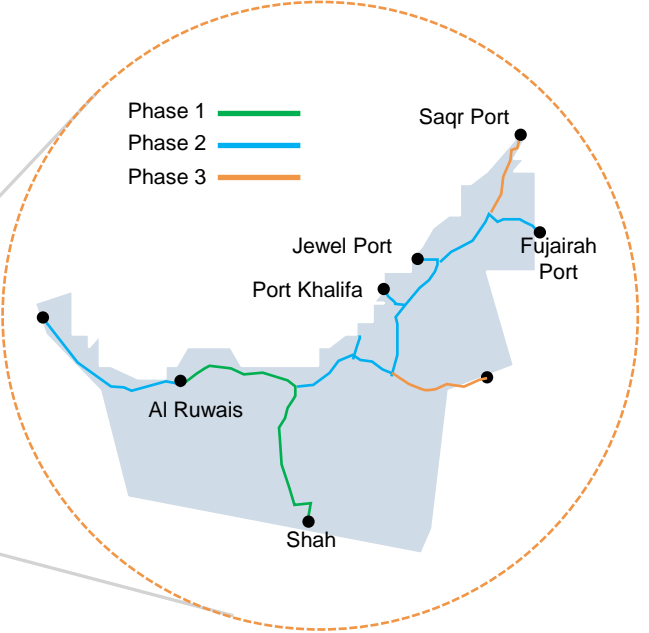 Phase 1
Phase 2
Phase 3
Saqr Port
Jewel Port
Fujairah
Port
Port Khalifa
Al Ruwais
Shah